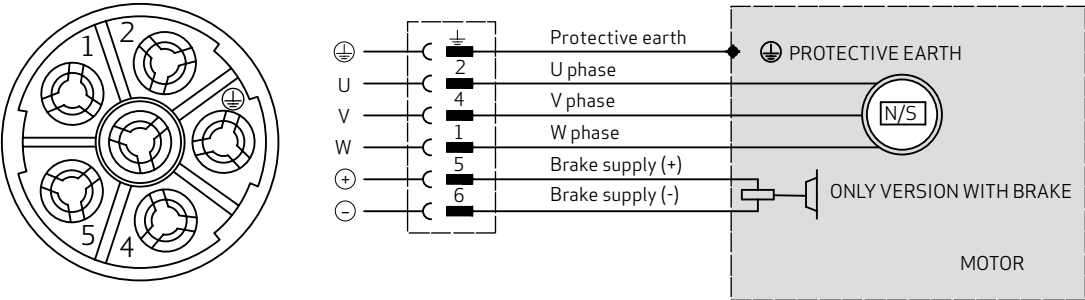 1
2
5
4
Protective earth
PROTECTIVE EARTH
2
U phase
U
4
V phase
V
N/S
1
W phase
W
5
Brake supply (+)
+
6
Brake supply (-)
−
ONLY VERSION WITH BRAKE
MOTOR